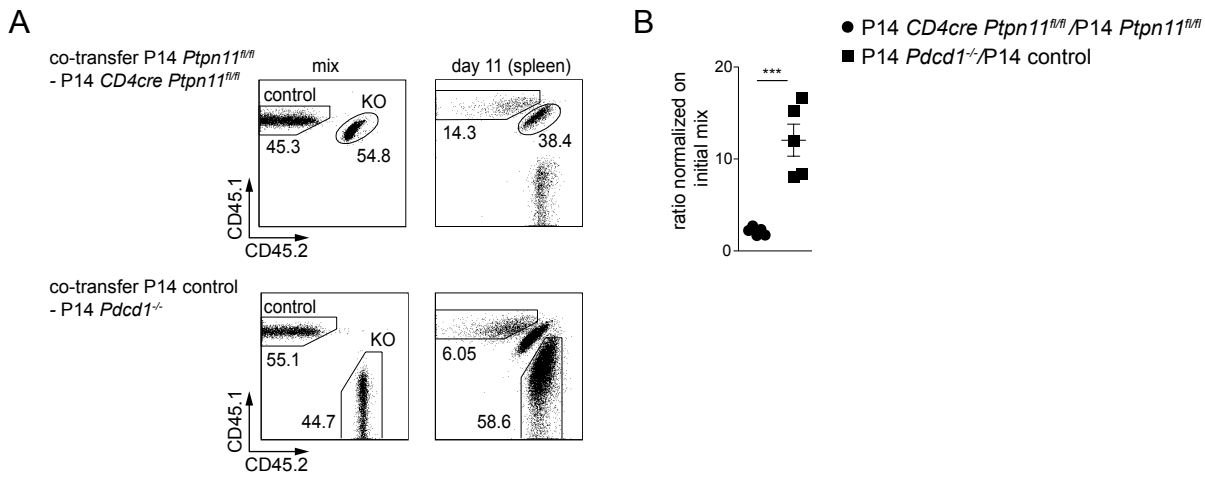 A
co-transfer P14 Ptpn11fl/fl
- P14 CD4cre Ptpn11fl/fl
mix
day 11 (spleen)
control
KO
45.3
54.8
14.3
38.4
CD45.1
CD45.2
co-transfer P14 control
- P14 Pdcd1-/-
control
KO
55.1
44.7
6.05
58.6
CD45.1
CD45.2
B
● P14 CD4cre Ptpn11fl/fl/P14 Ptpn11fl/fl
■ P14 Pdcd1-/-/P14 control
ratio normalized on
initial mix
20
10
0
***